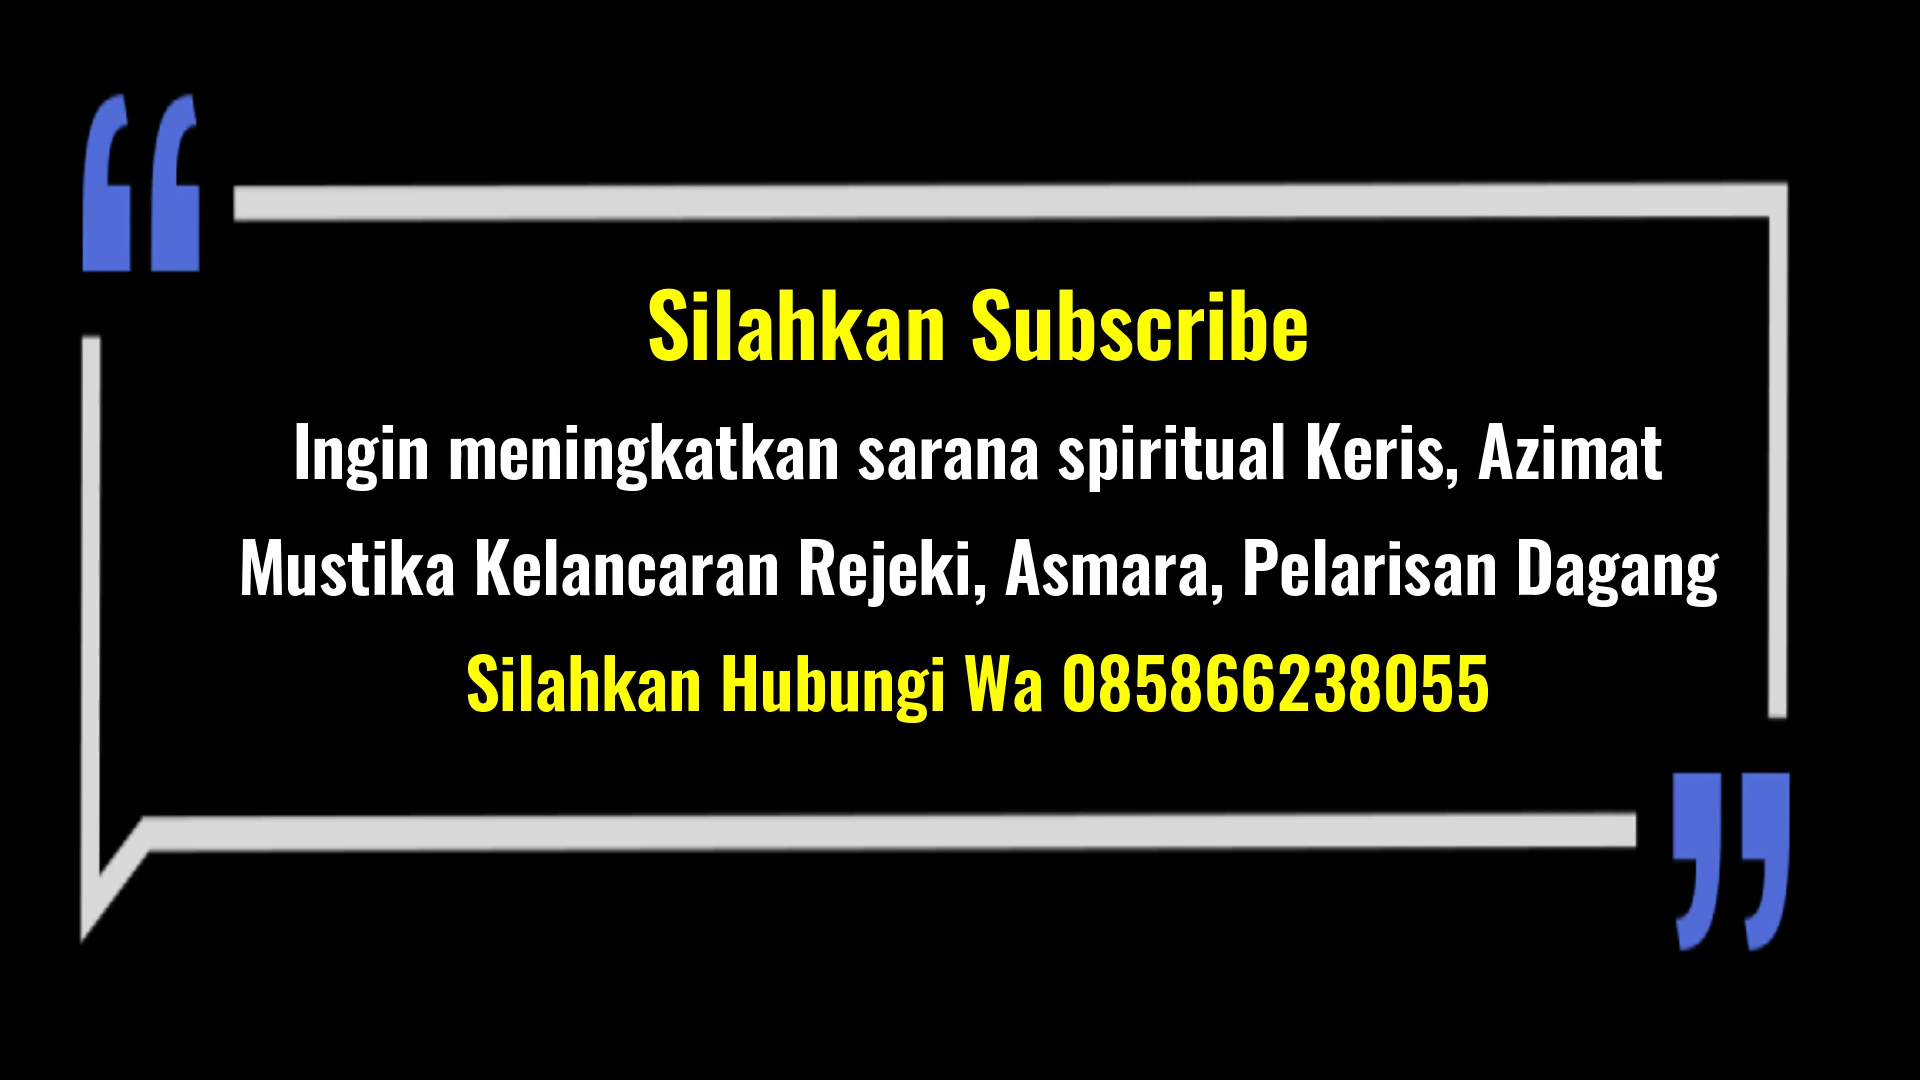 Silahkan Subscribe
Ingin meningkatkan sarana spiritual Keris, Azimat
Mustika Kelancaran Rejeki, Asmara, Pelarisan Dagang
Silahkan Hubungi Wa 085866238055